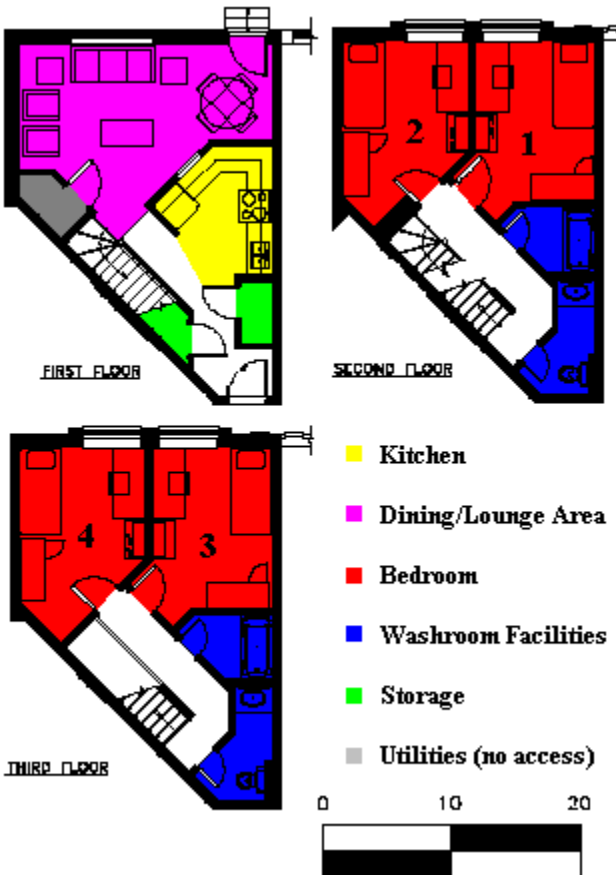 2
1
FIRST FLOOR
SECOND FLOOR
4
3
THIRD FLOOR
Kitchen
Dining/Lounge Area
Bedroom
Washroom Facilities
Storage
Utilities (no access)
0 10 20